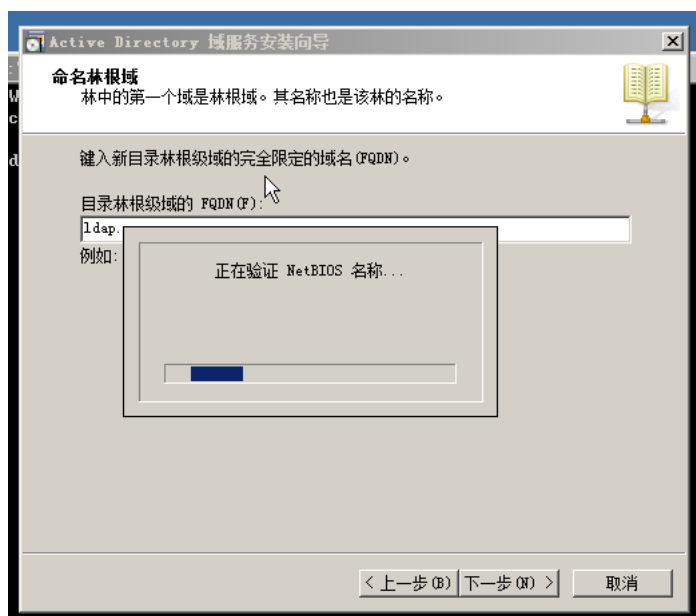 Active Directory 域服务安装向导
命名林根域
林中的第一个域是林根域。其名称也是该林的名称。
键入新目录林根级域的完全限定的域名(FQDN)。
目录林根级域的 FQDN(F):
ldap.
例如:
正在验证 NetBIOS 名称...
< 上一步(B)
下一步(N) >
取消